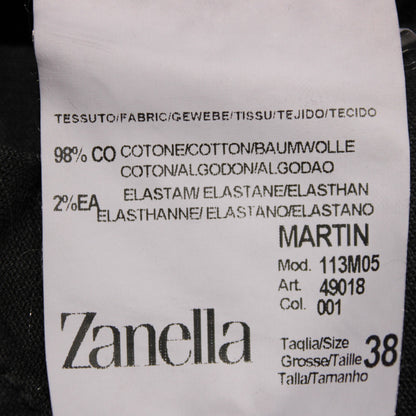 TESSUTO/FABRIC/GEWEBE/TISSU/TEJIDO/TECIDO
98% CO COTONE/COTTON/BAUMWOLLE
COTON/ALGODON/ALGODAO
2%EA ELASTAM/ ELASTANE/ELASTHAN
ELASTHANNE/ ELASTANO/ELASTANO
MARTIN
Mod. 113M05
Art. 49018
Col. 001
Zanella
Taglia/Size
Grosse/Taille 38
Talla/Tamanho